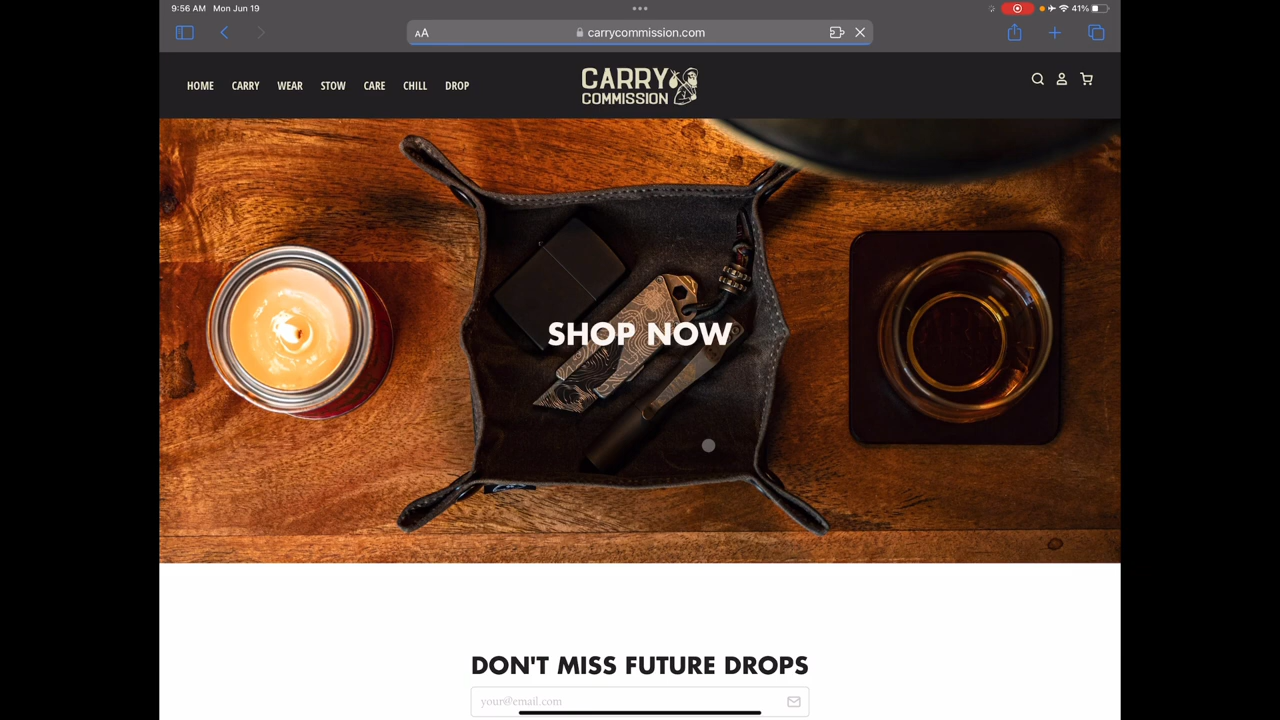 9:56 AM Mon Jun 19
41%
AA
carrycommission.com
HOME CARRY WEAR STOW CARE CHILL DROP
CARRY
COMMISSION
SHOP NOW
DON'T MISS FUTURE DROPS
your@email.com